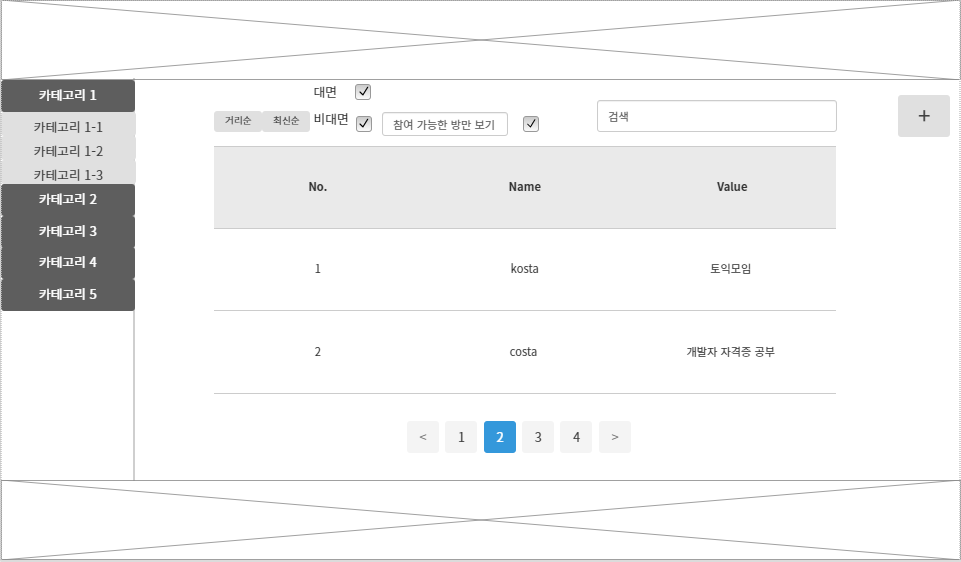 카테고리 1
카테고리 1-1
카테고리 1-2
카테고리 1-3
카테고리 2
카테고리 3
카테고리 4
카테고리 5
대면
거리순 최신순 비대면 참여 가능한 방만 보기
검색
+
No. Name Value
1 kosta 토익모임
2 costa 개발자 자격증 공부
< 1 2 3 4 >